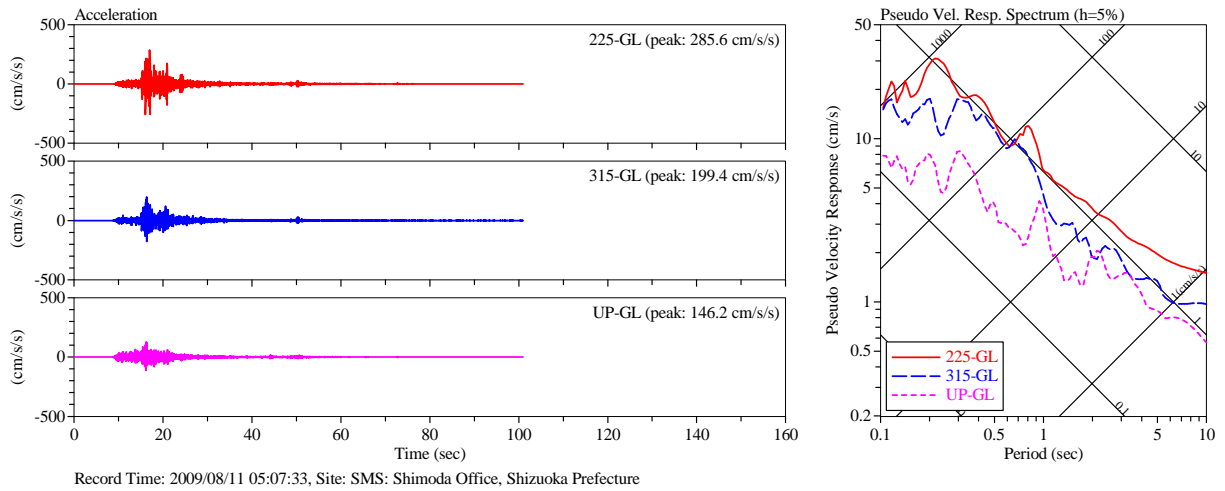 Acceleration
500
0
-500
(cm/s/s)
225-GL (peak: 285.6 cm/s/s)
500
0
-500
(cm/s/s)
315-GL (peak: 199.4 cm/s/s)
500
0
-500
(cm/s/s)
UP-GL (peak: 146.2 cm/s/s)
0 20 40 60 80 100 120 140 160
Time (sec)
Record Time: 2009/08/11 05:07:33, Site: SMS: Shimoda Office, Shizuoka Prefecture
Pseudo Vel. Resp. Spectrum (h=5%)
50
10
5
1
0.5
0.2
Pseudo Velocity Response (cm/s)
1000
100
10
10
1(cm/s/s)
1
0.1
225-GL
315-GL
UP-GL
0.1 0.5 1 5 10
Period (sec)